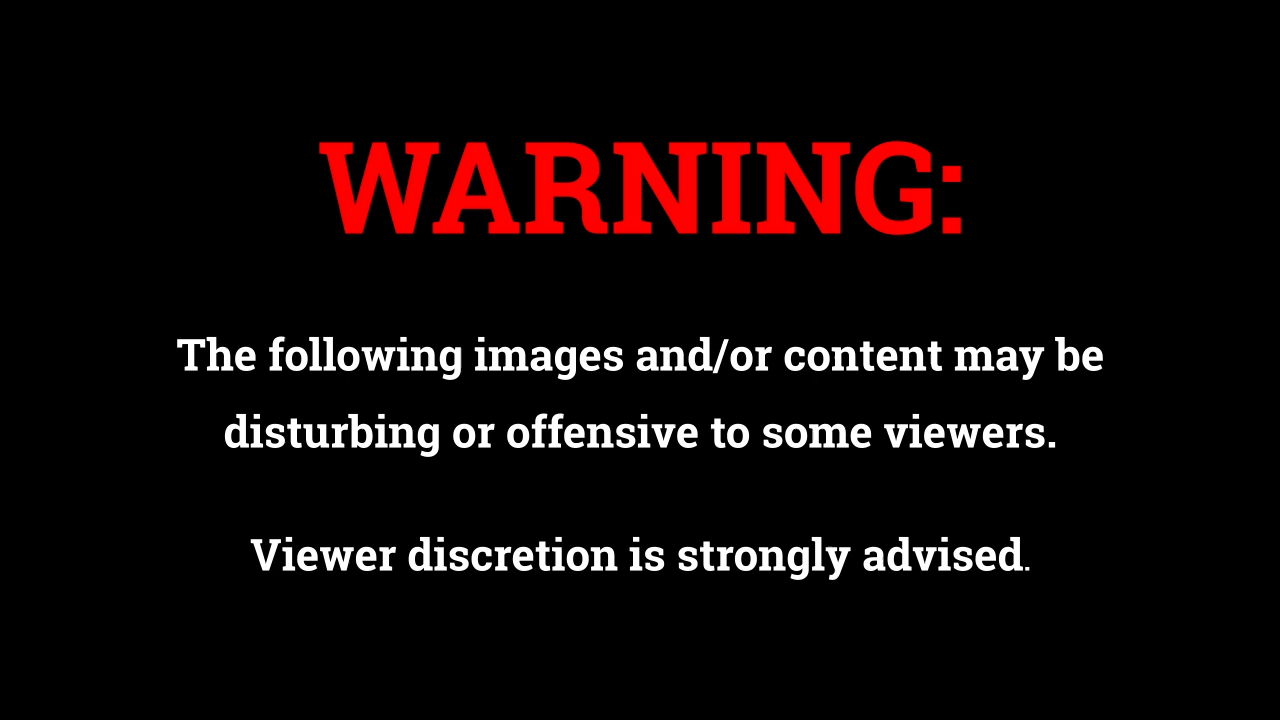 WARNING:
The following images and/or content may be
disturbing or offensive to some viewers.
Viewer discretion is strongly advised.